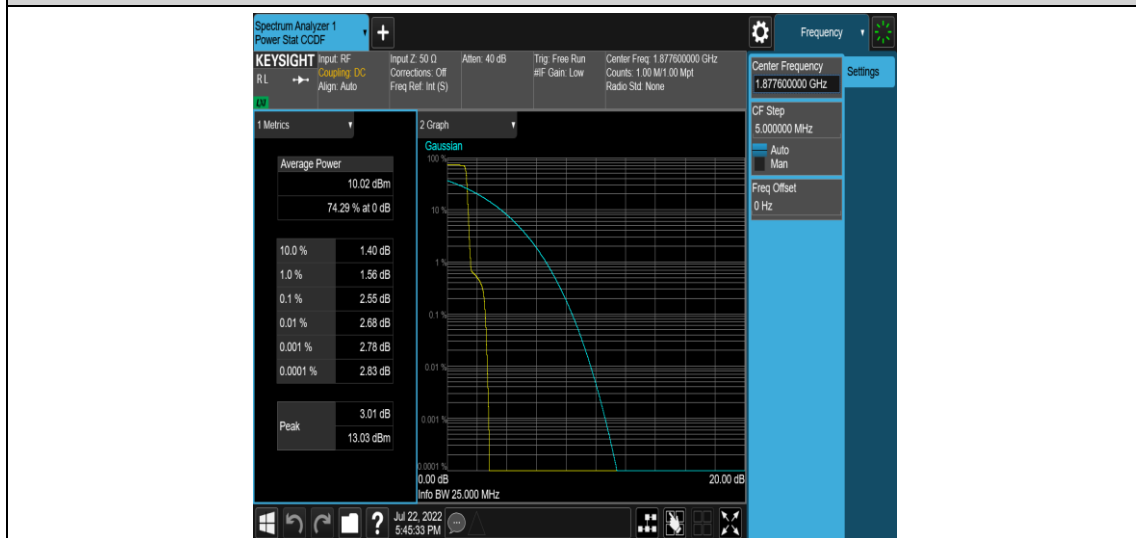 Spectrum Analyzer 1
Power Stat CCDF
Frequency
KEYSIGHT
RL
LXI
Input: RF
Coupling: DC
Align: Auto
Input Z: 50 Ω
Corrections: Off
Freq Ref: Int (S)
Atten: 40 dB
Trig: Free Run
#IF Gain: Low
Center Freq: 1.877600000 GHz
Counts: 1.00 M/1.00 Mpt
Radio Std: None
Center Frequency
1.877600000 GHz
Settings
CF Step
5.000000 MHz
Auto
Man
Freq Offset
0 Hz
1 Metrics
Average Power
10.02 dBm
74.29 % at 0 dB
10.0 % 1.40 dB
1.0 % 1.56 dB
0.1 % 2.55 dB
0.01 % 2.68 dB
0.001 % 2.78 dB
0.0001 % 2.83 dB
Peak
3.01 dB
13.03 dBm
2 Graph
Gaussian
100 %
10 %
1 %
0.1 %
0.01 %
0.001 %
0.0001 %
0.00 dB 20.00 dB
Info BW 25.000 MHz
?
Jul 22, 2022
5:45:33 PM